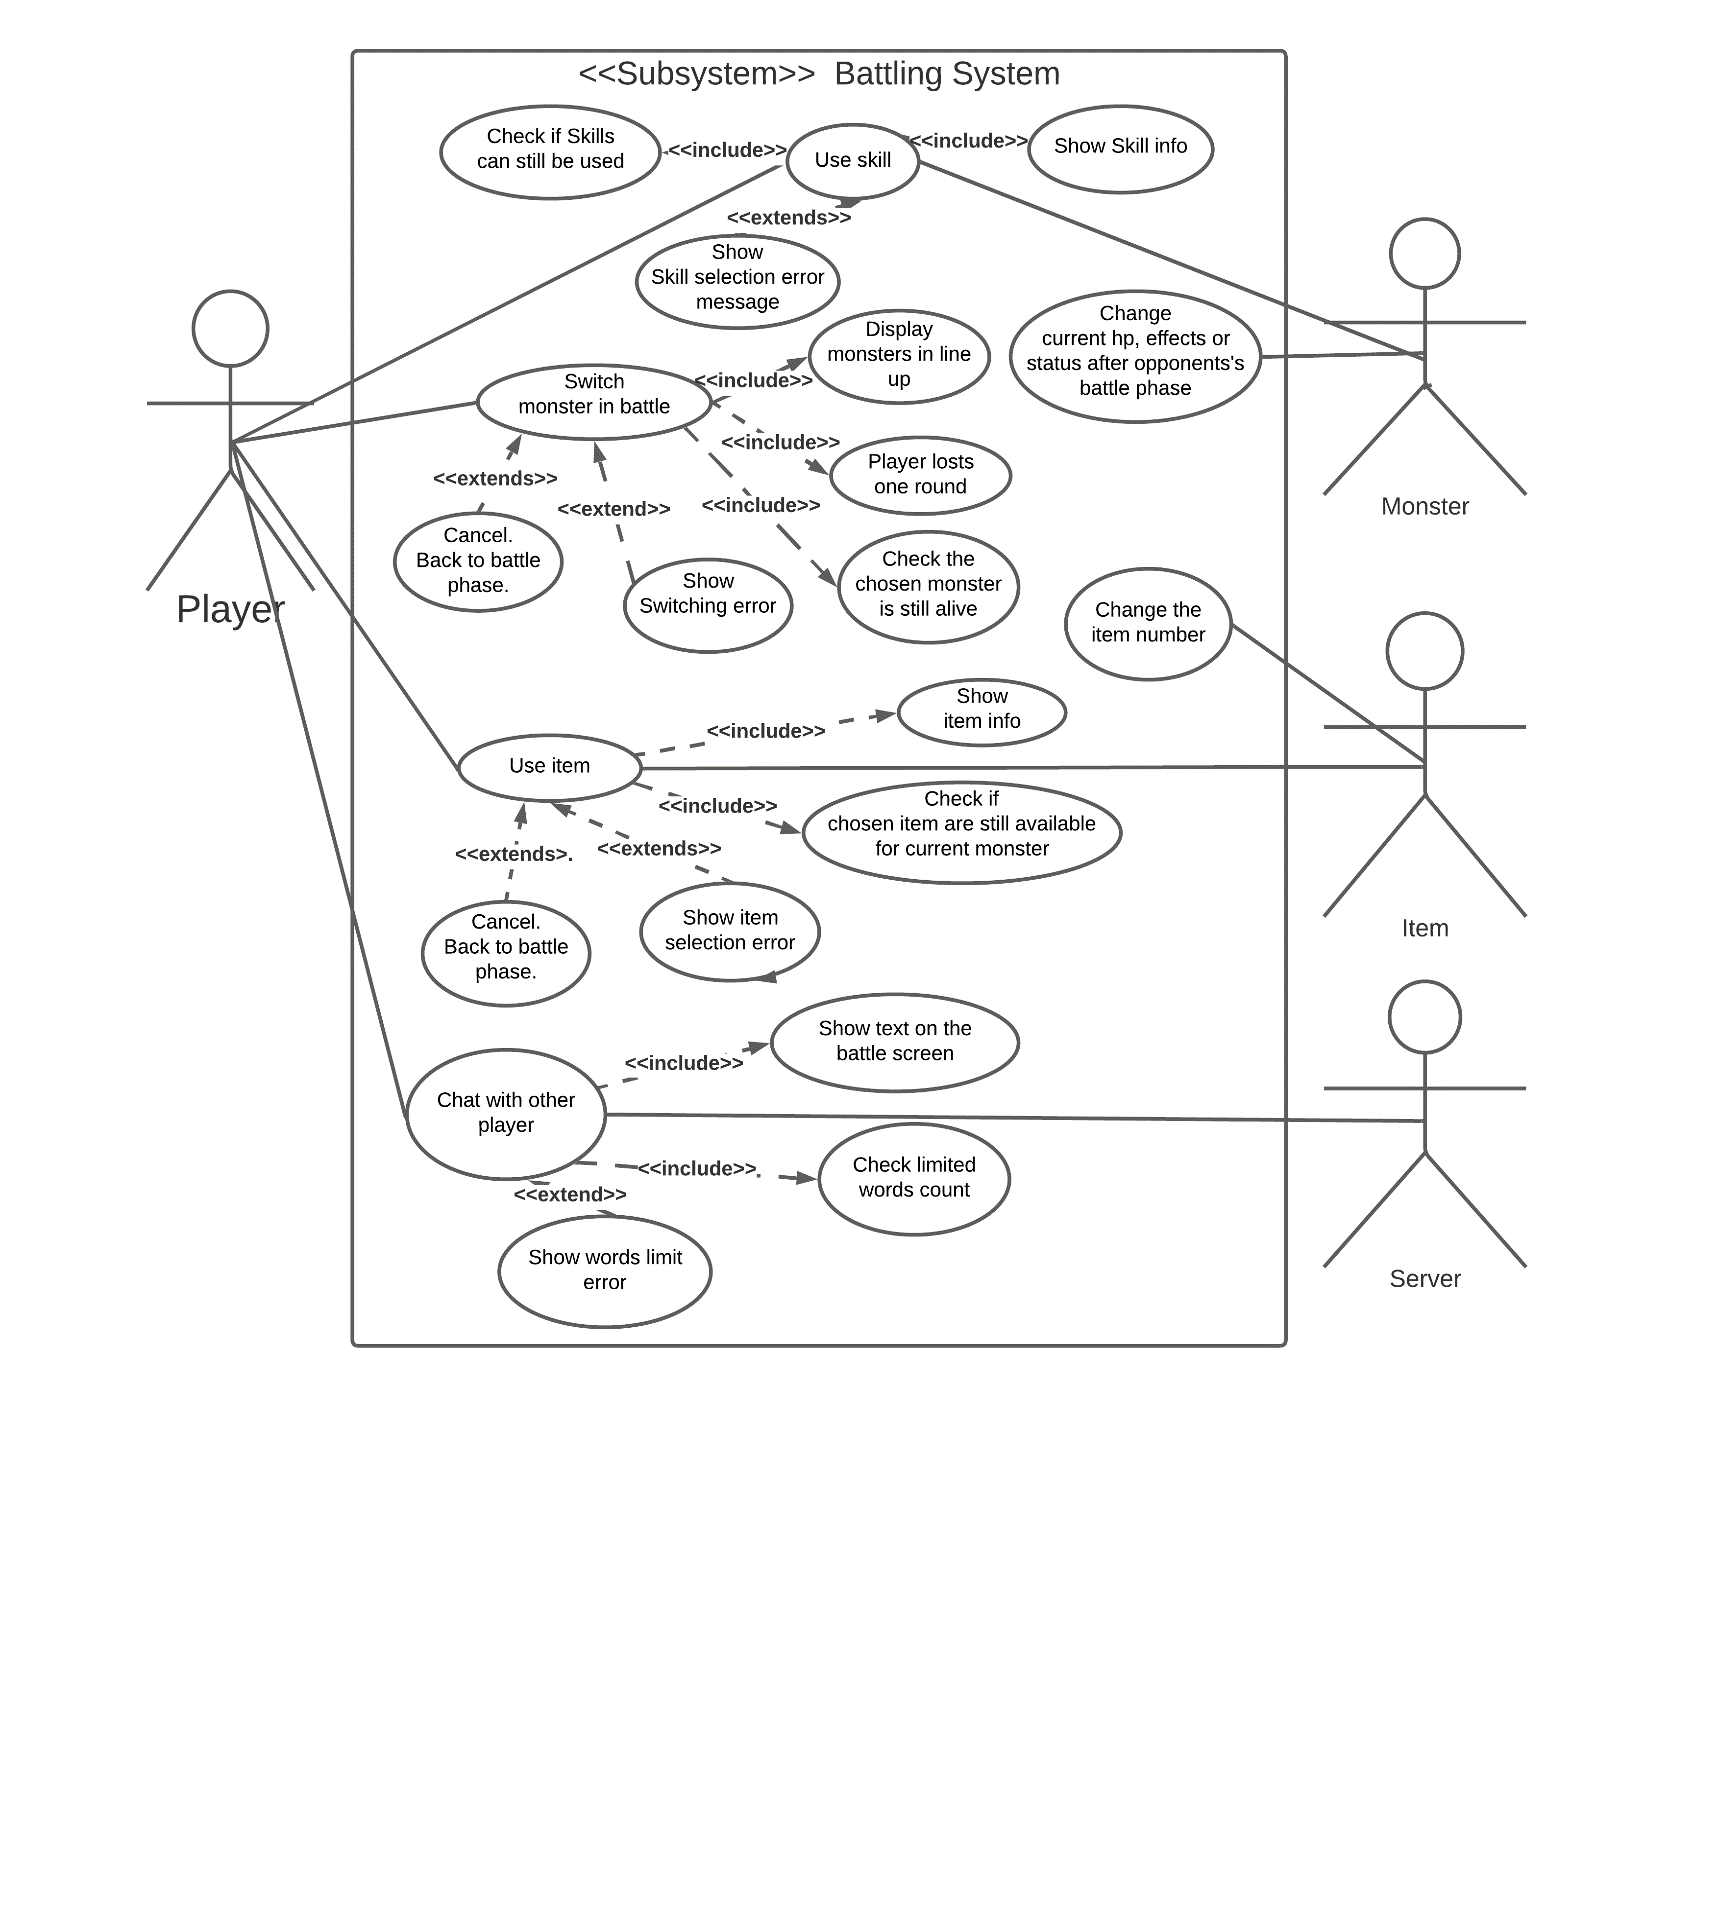 <<Subsystem>>  Battling System
Check if Skills
can still be used
<<include>>
Use skill
<<include>>
Show Skill info
<<extends>>
Show
Skill selection error
message
Display
monsters in line
up
Change
current hp, effects or
status after opponents's
battle phase
Switch
monster in battle
<<include>>
<<include>>
Player losts
one round
<<extends>>
<<extend>>
<<include>>
Monster
Cancel.
Back to battle
phase.
Show
Switching error
Check the
chosen monster
is still alive
Player
Change the
item number
Show
item info
<<include>>
Use item
<<include>>
Check if
chosen item are still available
for current monster
<<extends>.
<<extends>>
Cancel.
Back to battle
phase.
Show item
selection error
Item
Show text on the
battle screen
<<include>>
Chat with other
player
<<include>>.
Check limited
words count
<<extend>>
Show words limit
error
Server